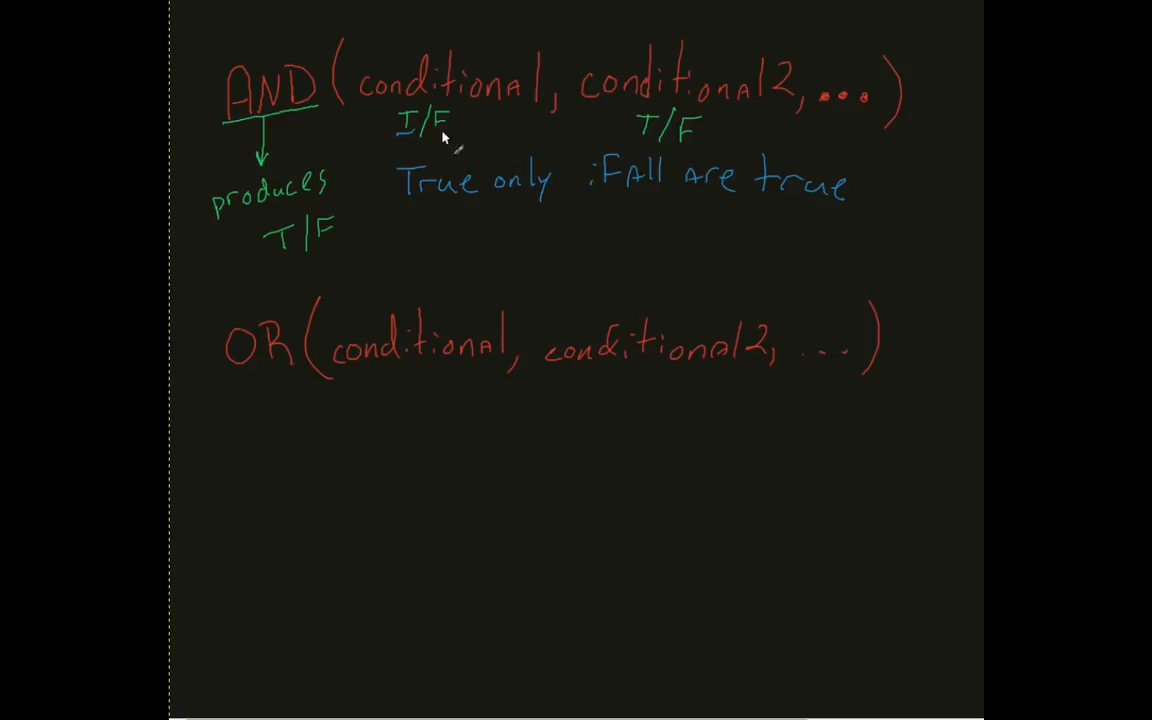 AND(conditional, conditional2, ...)
T/F T/F
True only if All are true
produces
T/F
OR(conditional, conditional2, ...)